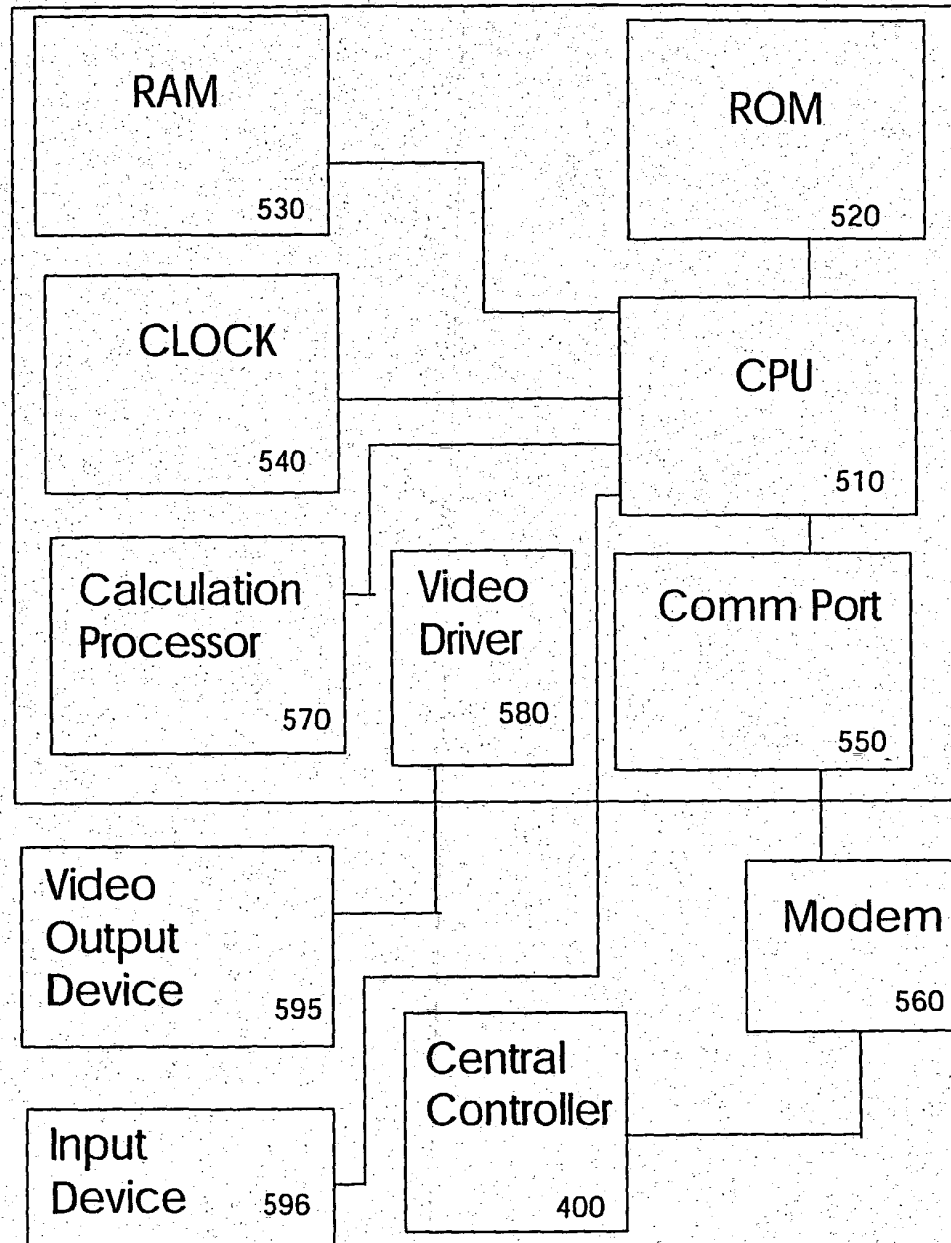 RAM
530
ROM
520
CLOCK
540
CPU
510
Calculation
Processor
570
Video
Driver
580
Comm Port
550
Video
Output
Device
595
Modem
560
Central
Controller
400
Input
Device
596